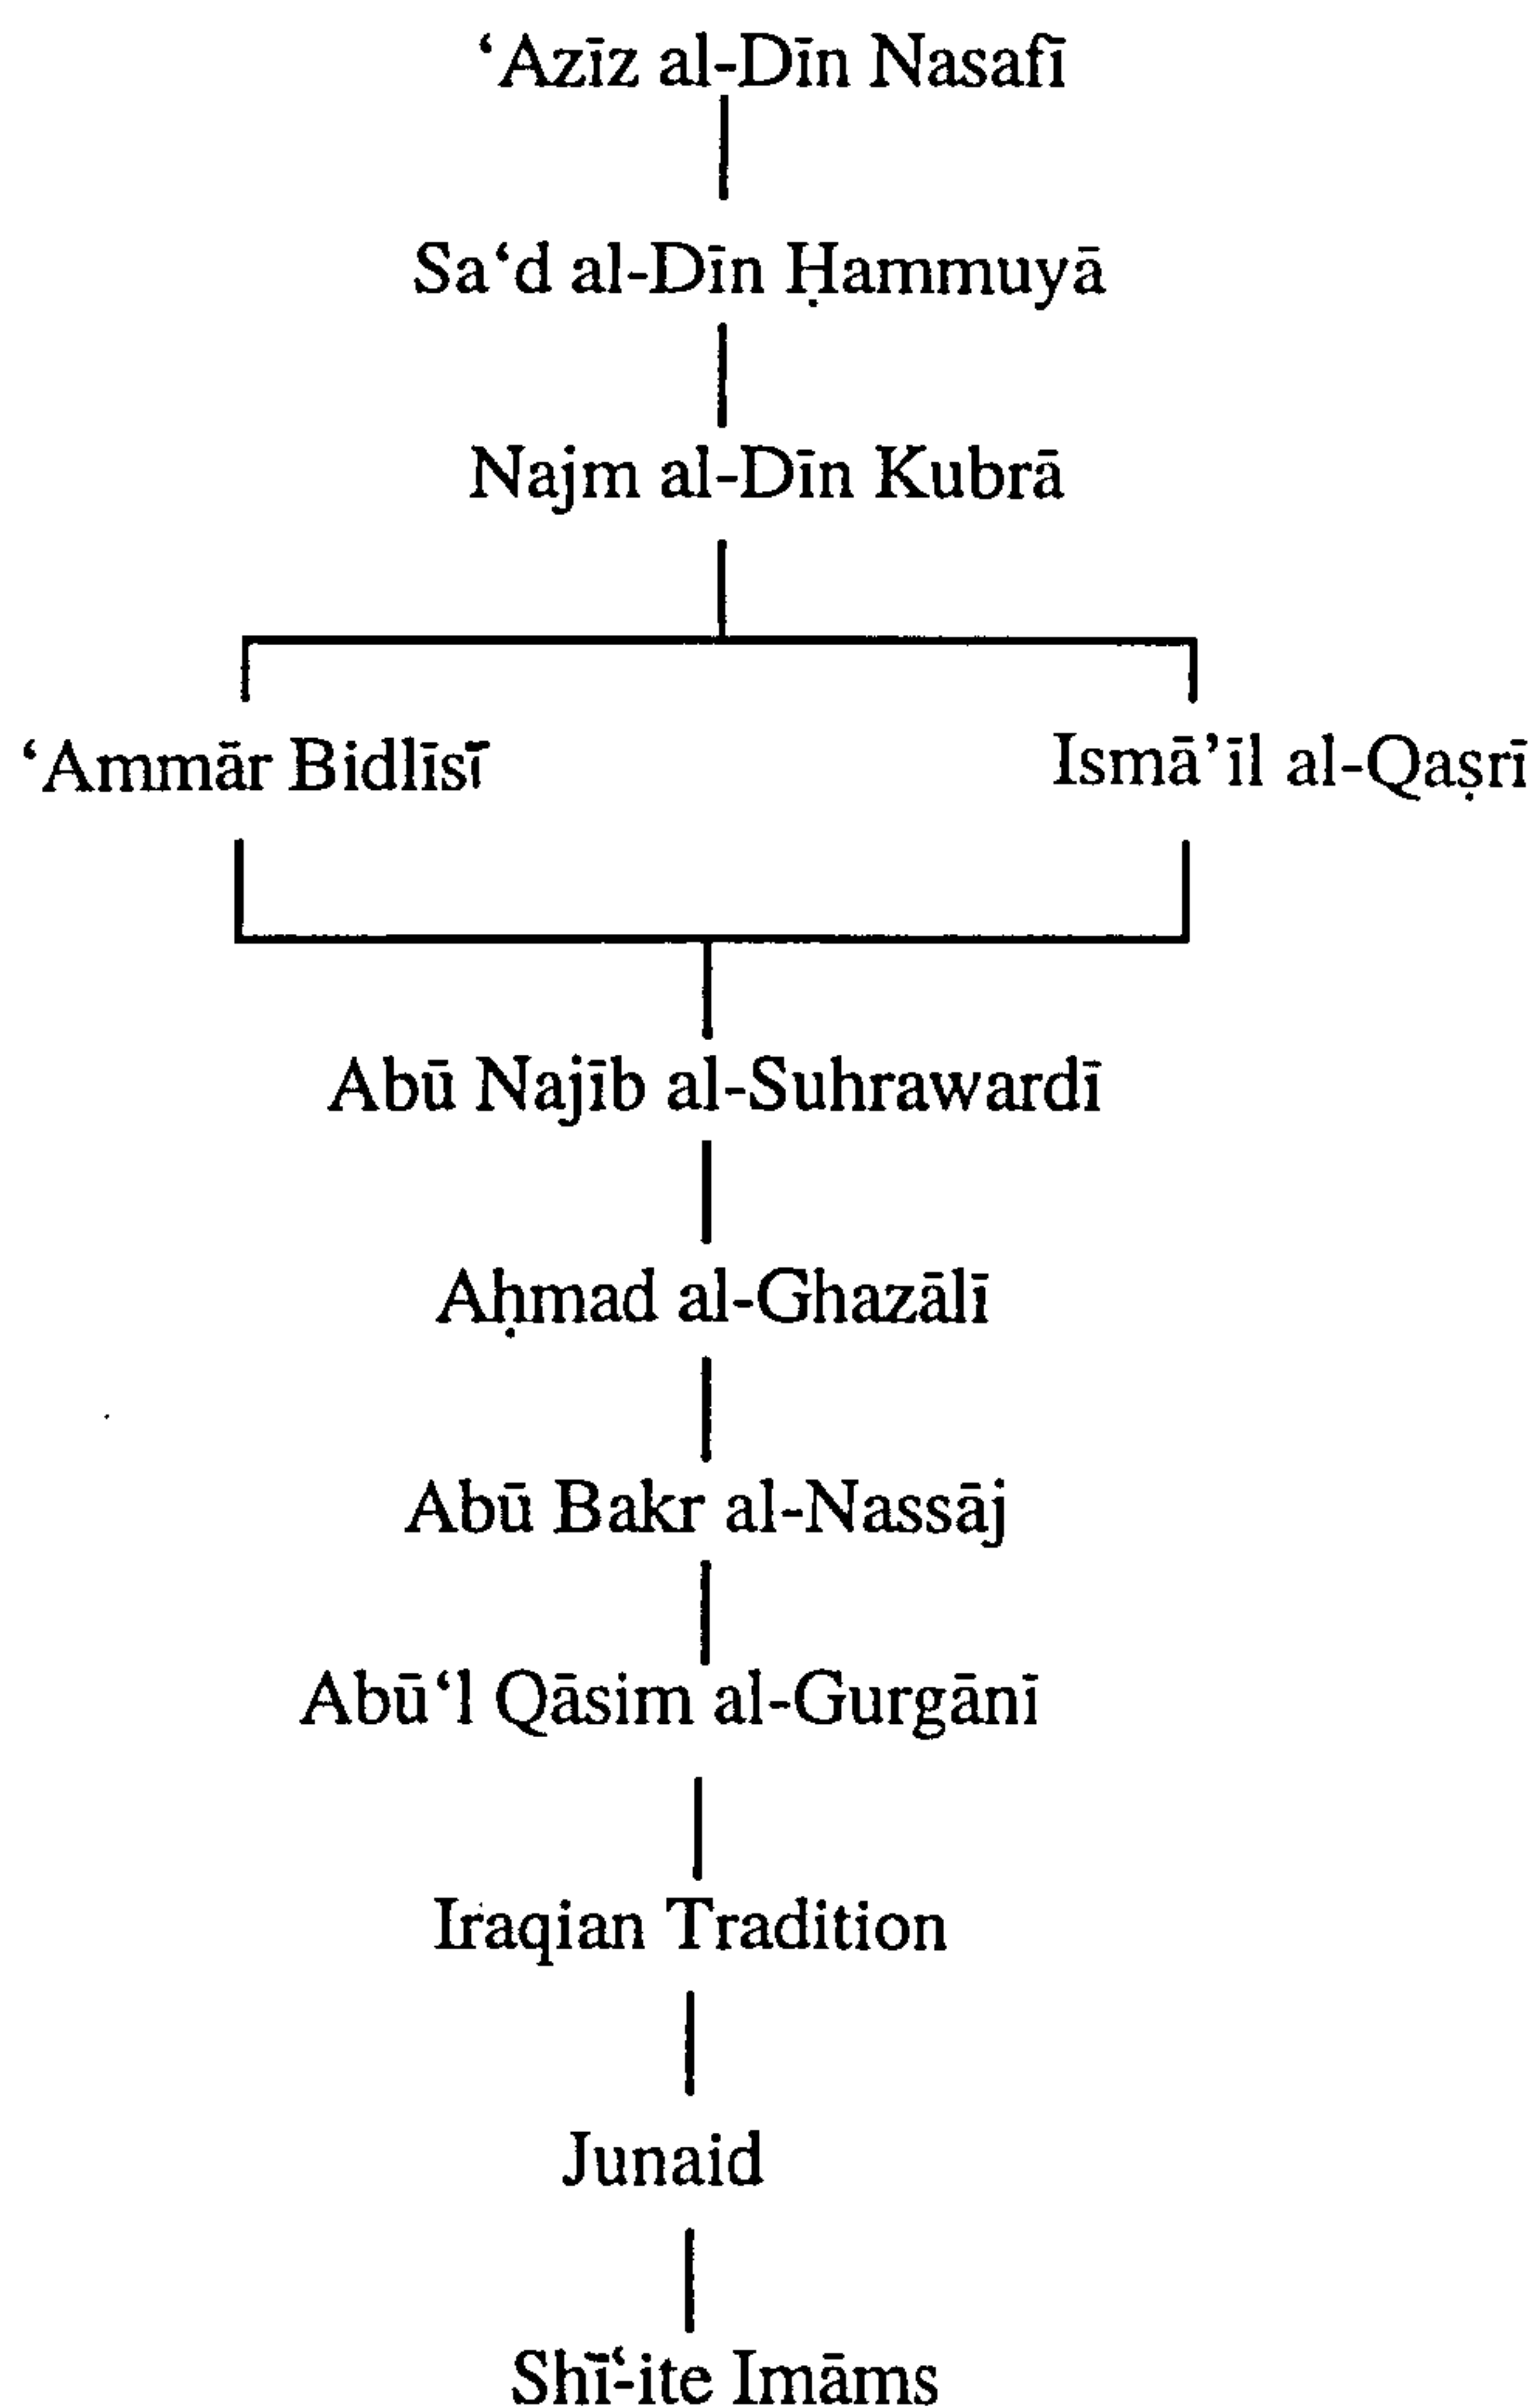 ‘Azīz al-Dīn Nasafī
Sa‘d al-Dīn Ḥammuyā
Najm al-Dīn Kubrā
‘Ammār Bidlīsī
Ismā’īl al-Qaṣrī
Abū Najīb al-Suhrawardī
Aḥmad al-Ghazālī
Abū Bakr al-Nassāj
Abū‘l Qāsim al-Gurgānī
Iraqian Tradition
Junaid
Shī‘-ite Imāms